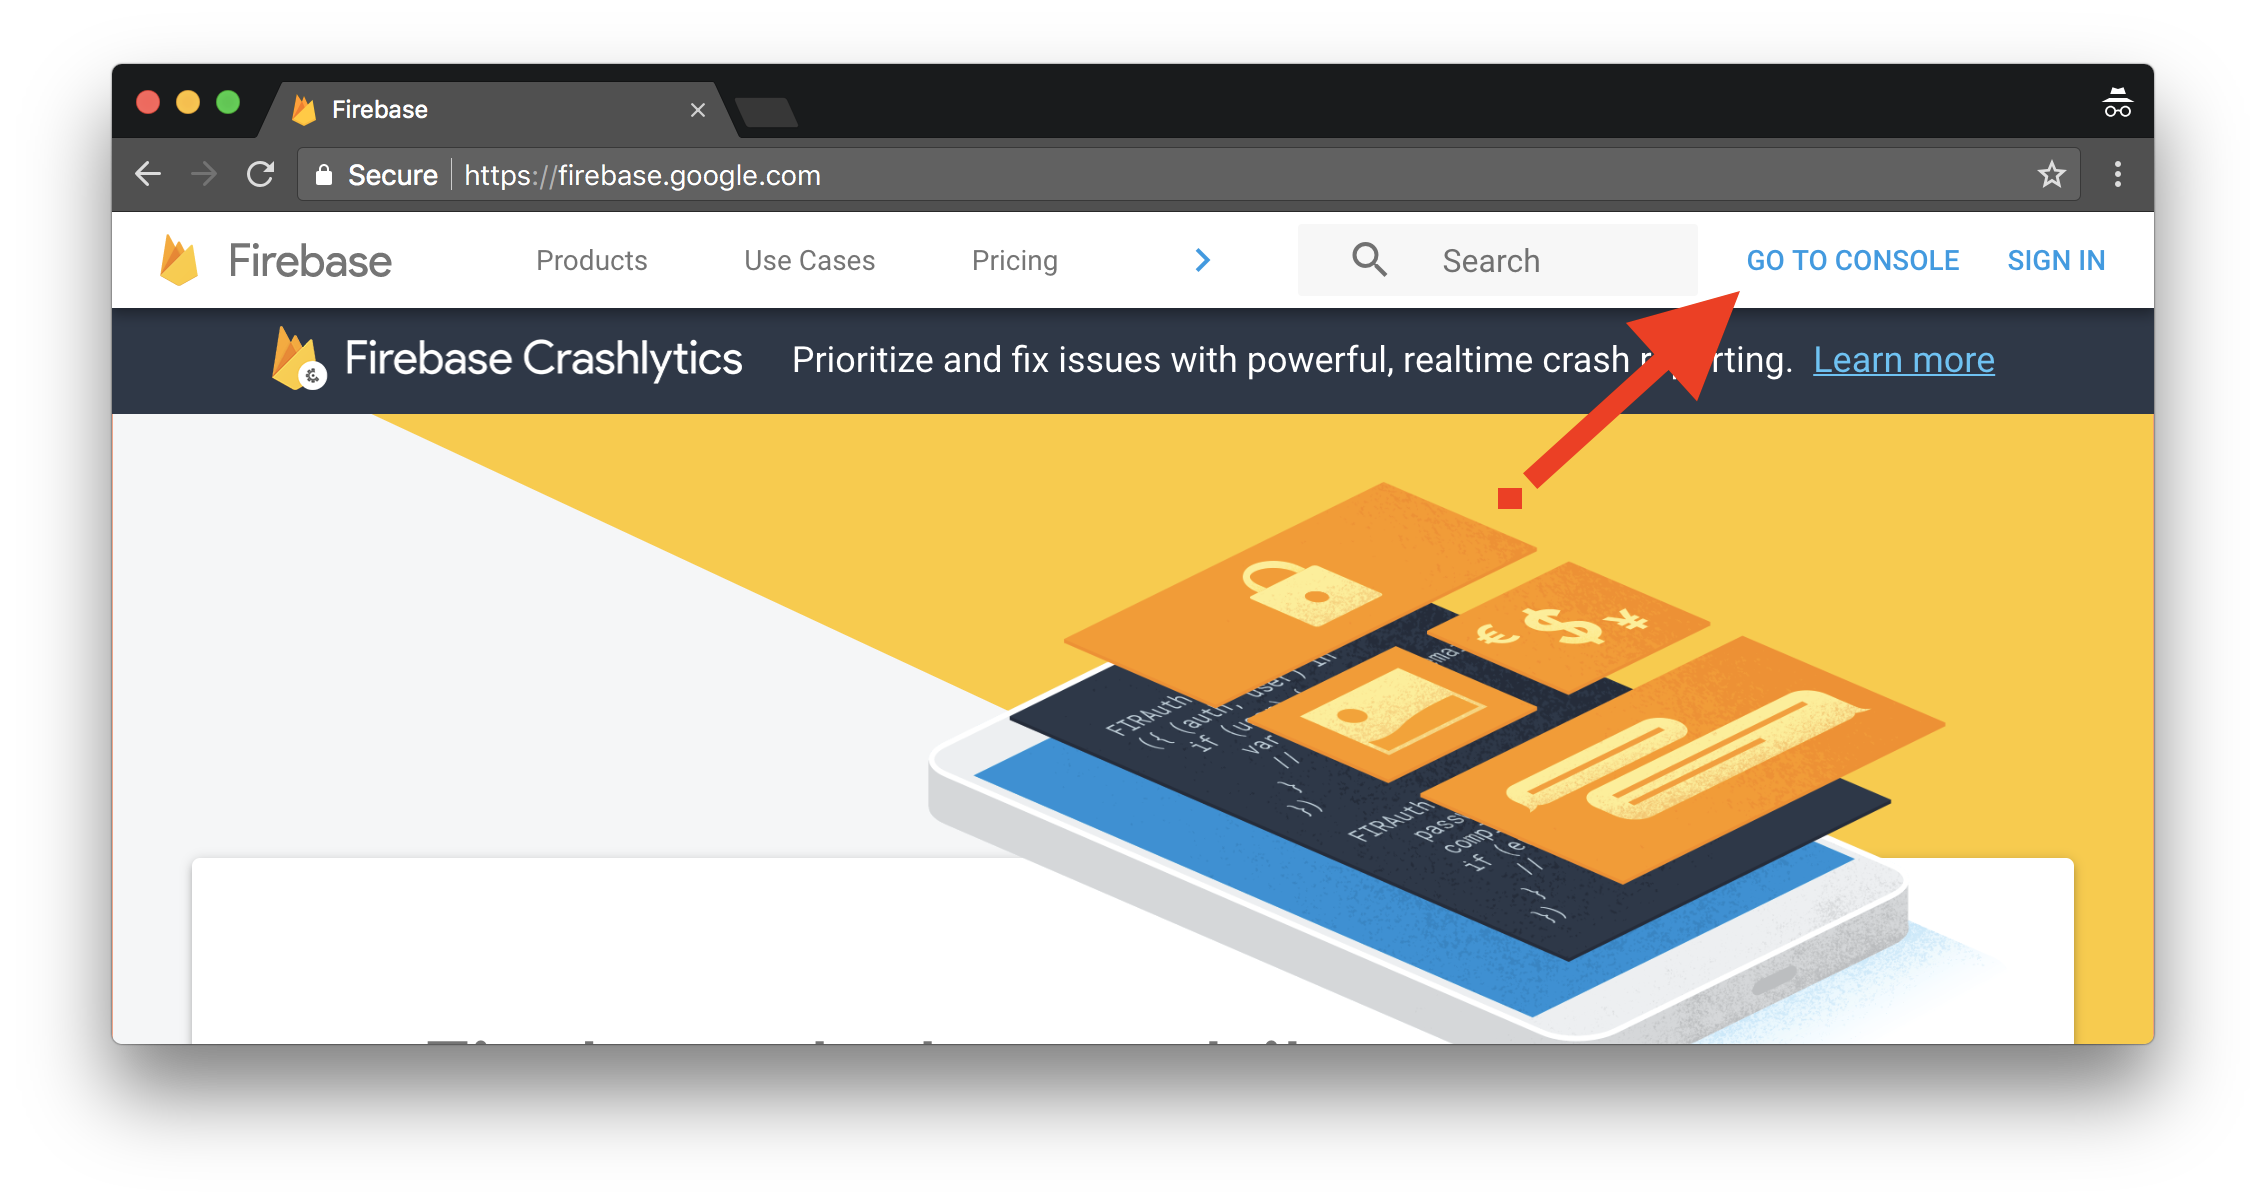 Firebase
Secure https://firebase.google.com
Firebase Products Use Cases Pricing Search GO TO CONSOLE SIGN IN
Firebase Crashlytics Prioritize and fix issues with powerful, realtime crash reporting. Learn more
€ $ ¥
FIRAuth
({ (auth, user) in
if (
var
//
}
})
FIRAuth
pass
comp
if (e
//
}
})